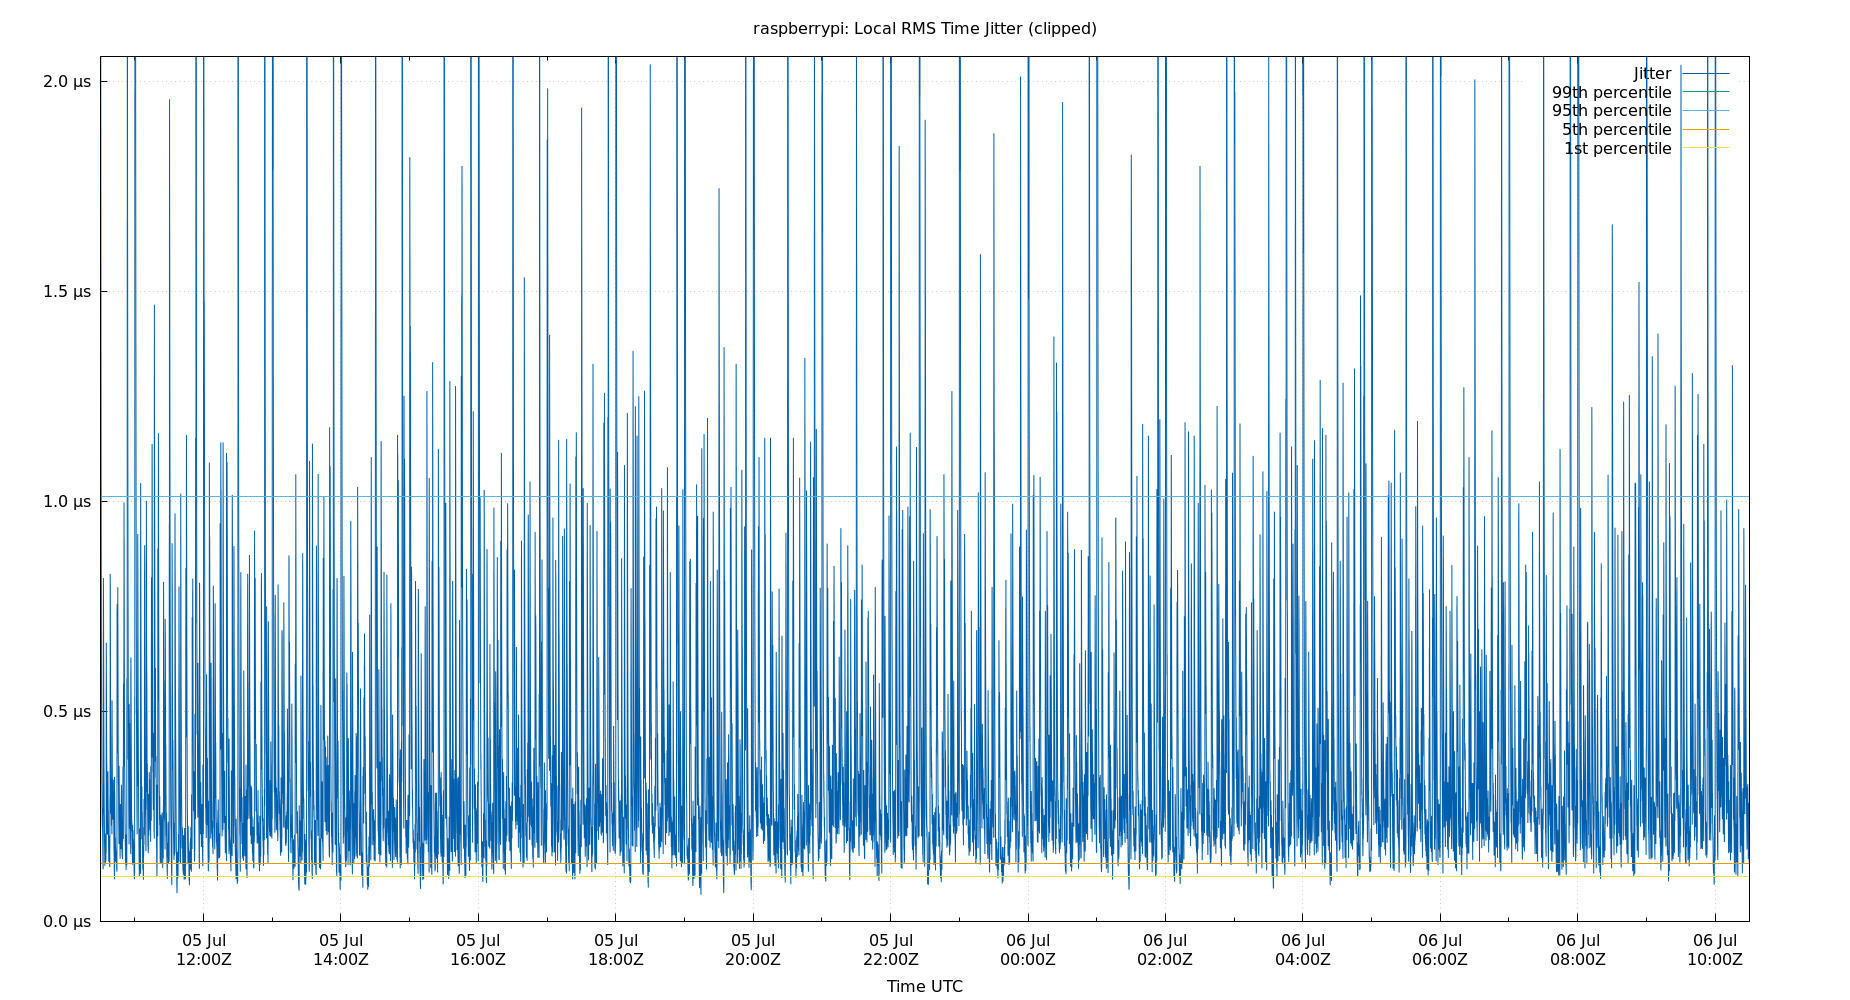 raspberrypi: Local RMS Time Jitter (clipped)
2.0 µs
1.5 µs
1.0 µs
0.5 µs
0.0 µs
Jitter
99th percentile
95th percentile
5th percentile
1st percentile
05 Jul 05 Jul 05 Jul 05 Jul 05 Jul 05 Jul 06 Jul 06 Jul 06 Jul 06 Jul 06 Jul 06 Jul
12:00Z 14:00Z 16:00Z 18:00Z 20:00Z 22:00Z 00:00Z 02:00Z 04:00Z 06:00Z 08:00Z 10:00Z
Time UTC